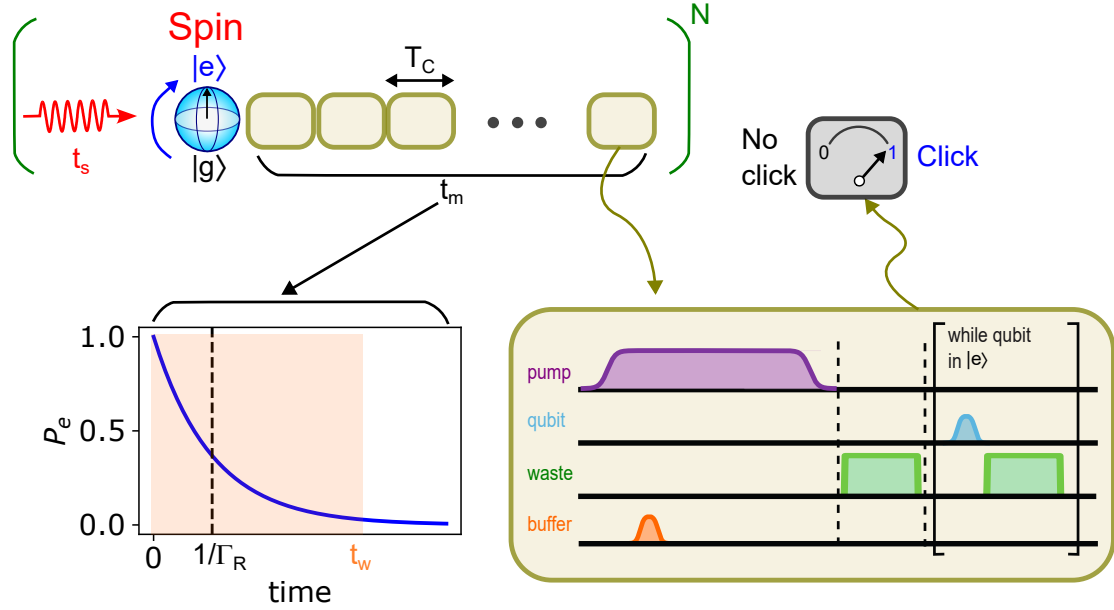 N
Spin
|e⟩
T_C
t_s
|g⟩
t_m
No
click
0
1
Click
1.0
0.5
0.0
P_e
0
1/Γ_R
t_w
time
pump
qubit
waste
buffer
while qubit
in |e⟩